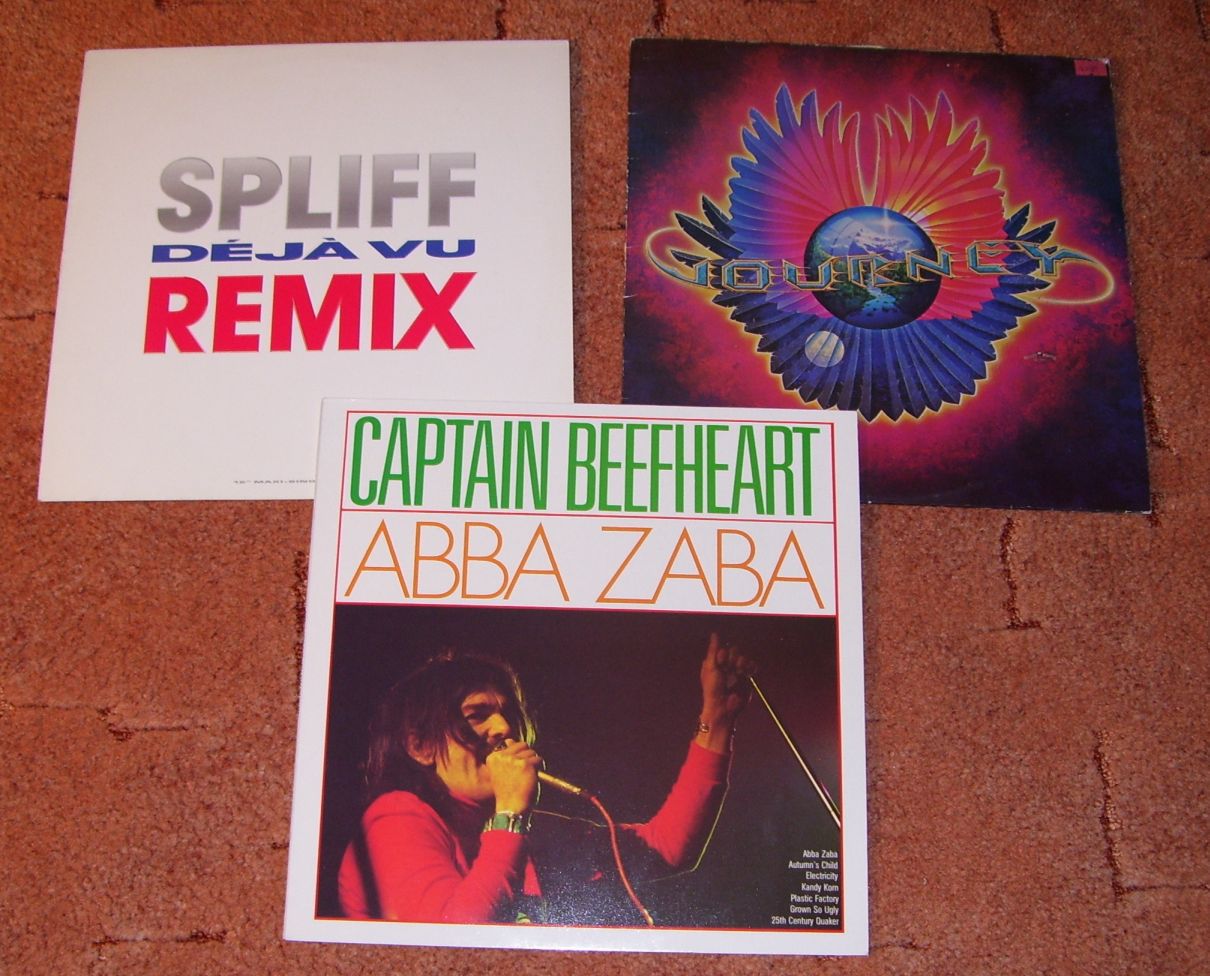 SPLIFF
DÉJÀ VU
REMIX
JOURNEY
CAPTAIN BEEFHEART
ABBA ZABA
Abba Zaba
Autumn's Child
Electricity
Kandy Korn
Plastic Factory
Grown So Ugly
25th Century Quaker